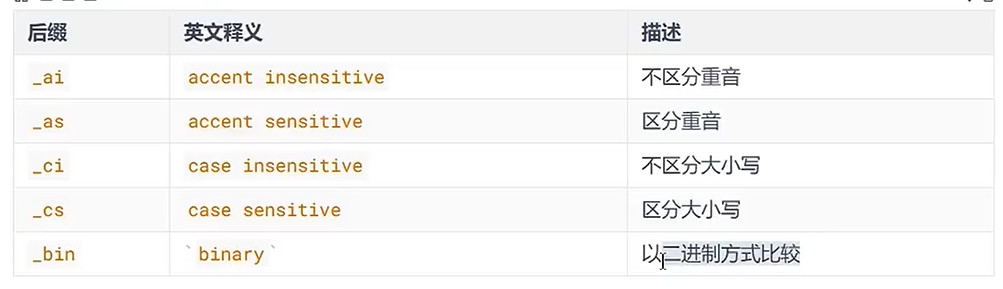 后缀 英文释义 描述
_ai accent insensitive 不区分重音
_as accent sensitive 区分重音
_ci case insensitive 不区分大小写
_cs case sensitive 区分大小写
_bin `binary` 以二进制方式比较